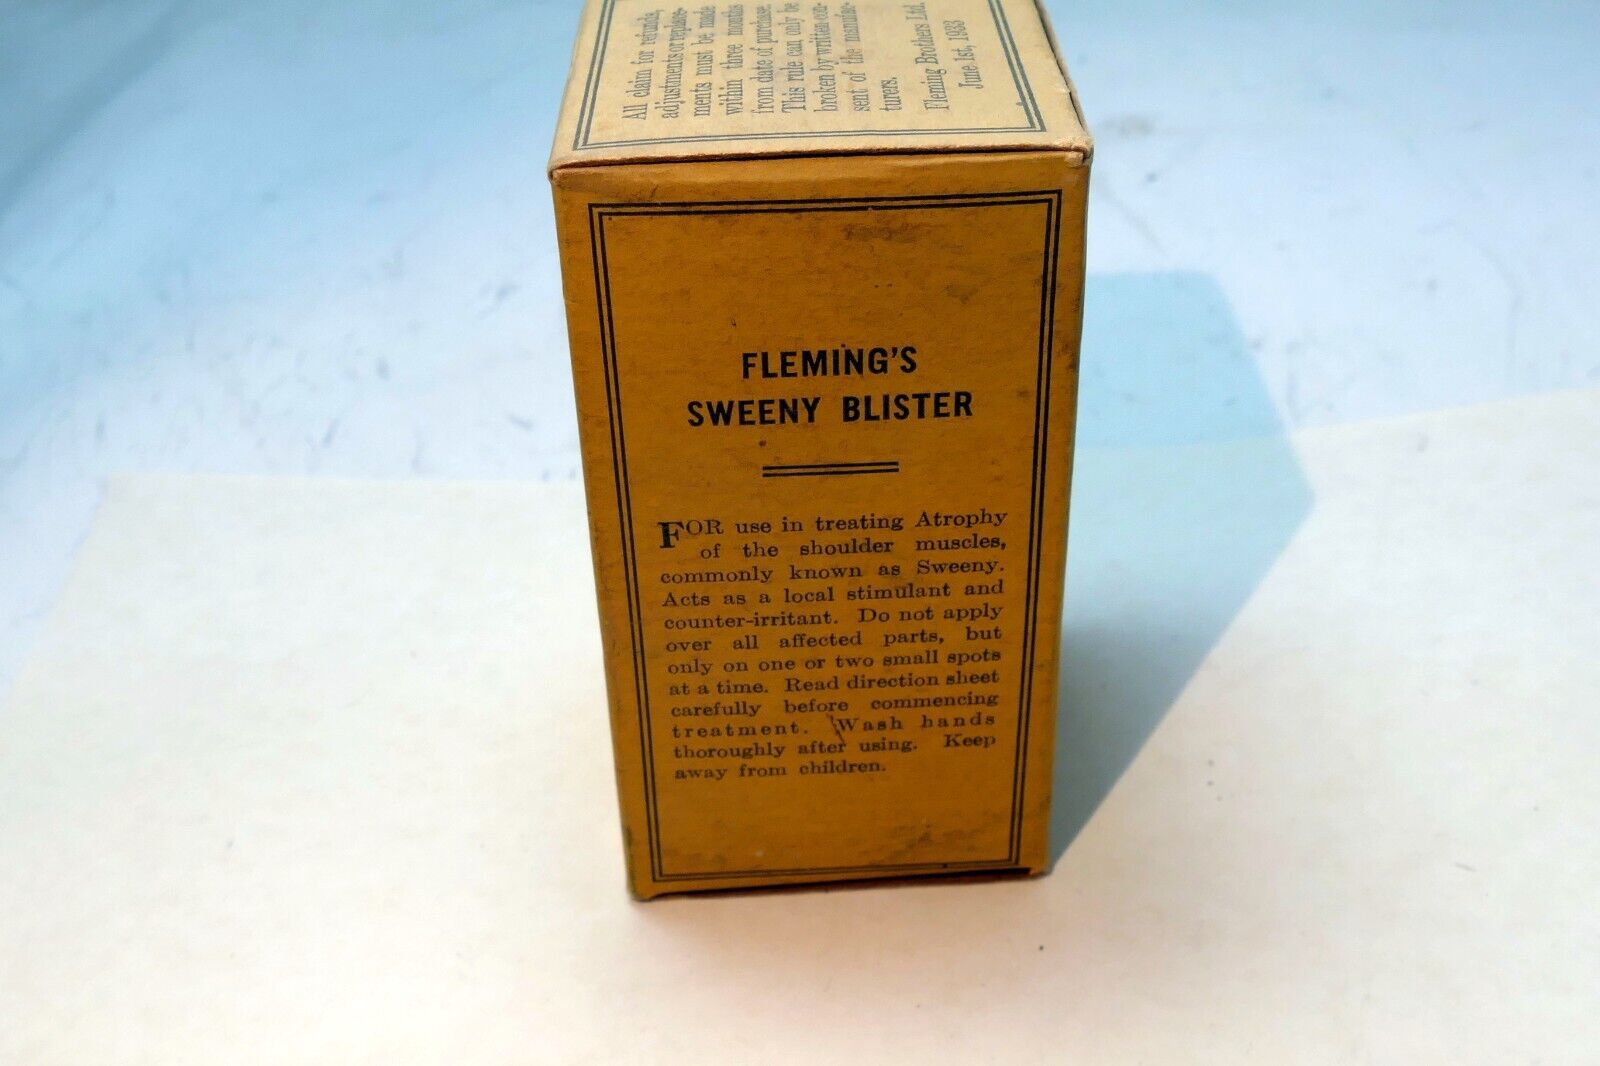 All claim for refunds,
adjustments or replace-
ments must be made
within three months
from date of purchase.
This rule can only be
broken by written con-
sent of the manufac-
turers.
Fleming Brothers Ltd.
June 1st, 1933
FLEMING'S
SWEENY BLISTER
FOR use in treating Atrophy
of the shoulder muscles,
commonly known as Sweeny.
Acts as a local stimulant and
counter-irritant. Do not apply
over all affected parts, but
only on one or two small spots
at a time. Read direction sheet
carefully before commencing
treatment. Wash hands
thoroughly after using. Keep
away from children.